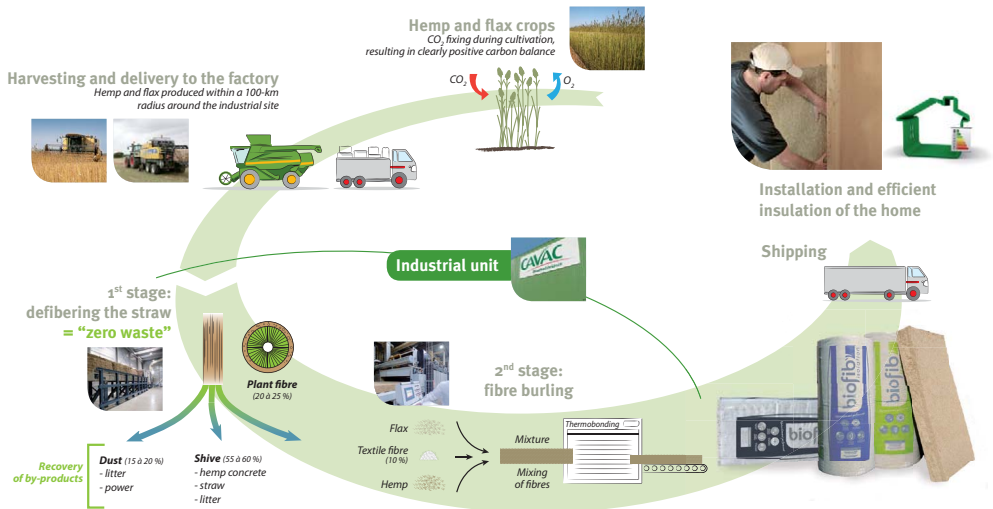 Hemp and flax crops
CO2 fixing during cultivation,
resulting in clearly positive carbon balance
CO2
O2
Harvesting and delivery to the factory
Hemp and flax produced within a 100-km
radius around the industrial site
Installation and efficient
insulation of the home
Shipping
Industrial unit
CAVAC
1st stage:
defibering the straw
= “zero waste”
Plant fibre
(20 à 25 %)
Recovery
of by-products
Dust (15 à 20 %)
- litter
- power
Shive (55 à 60 %)
- hemp concrete
- straw
- litter
2nd stage:
fibre burling
Flax
Textile fibre
(10 %)
Hemp
Mixture
Mixing
of fibres
Thermobonding
biofib
isolation
biofib
biof